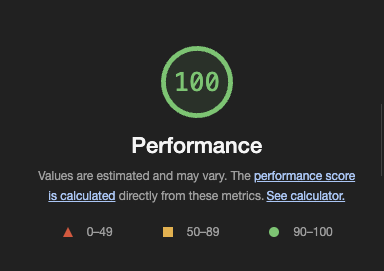 100
Performance
Values are estimated and may vary. The performance score
is calculated directly from these metrics. See calculator.
0–49 50–89 90–100